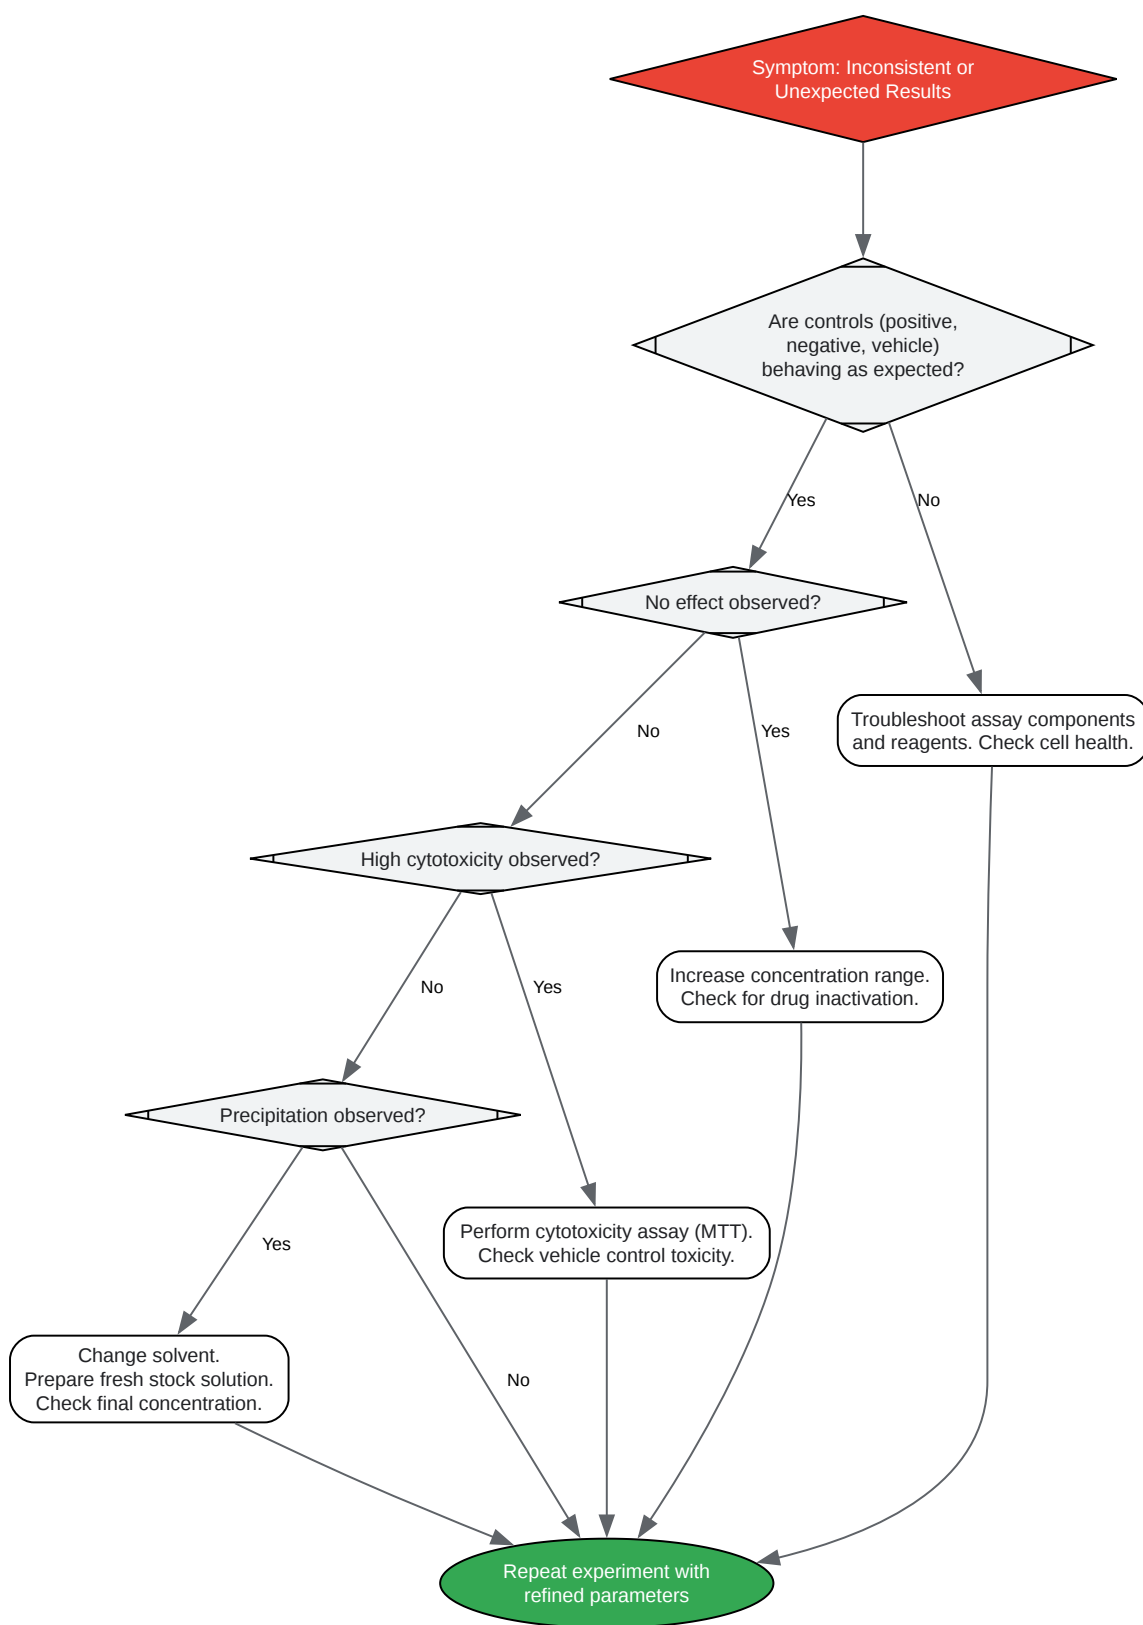 Symptom: Inconsistent or
Unexpected Results
Are controls (positive,
negative, vehicle)
behaving as expected?
Yes
No
No effect observed?
Troubleshoot assay components
and reagents. Check cell health.
No
Yes
High cytotoxicity observed?
Increase concentration range.
Check for drug inactivation.
No
Yes
Precipitation observed?
Perform cytotoxicity assay (MTT).
Check vehicle control toxicity.
Yes
Change solvent.
Prepare fresh stock solution.
Check final concentration.
No
Repeat experiment with
refined parameters